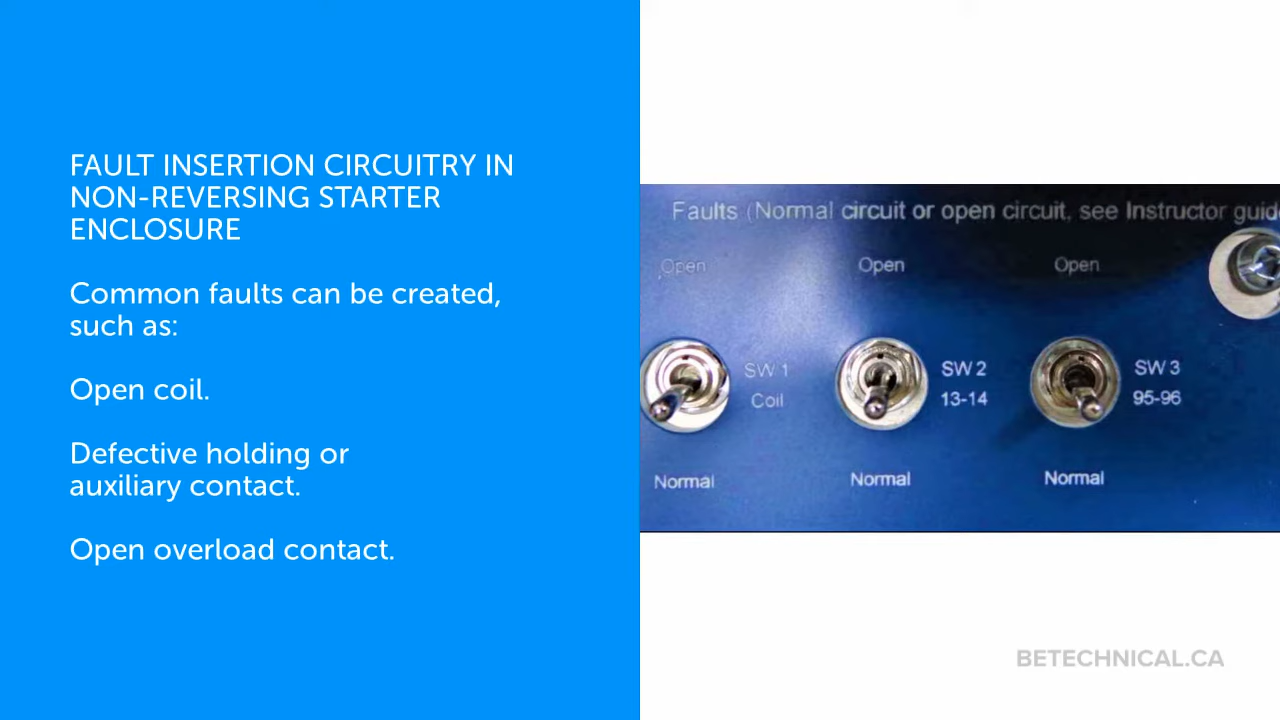 FAULT INSERTION CIRCUITRY IN
NON-REVERSING STARTER
ENCLOSURE
Common faults can be created,
such as:
Open coil.
Defective holding or
auxiliary contact.
Open overload contact.
Faults (Normal circuit or open circuit, see Instructor
Open Open Open
SW 1 SW 2 SW 3
Coil 13-14 95-96
Normal Normal Normal
BETECHNICAL.CA